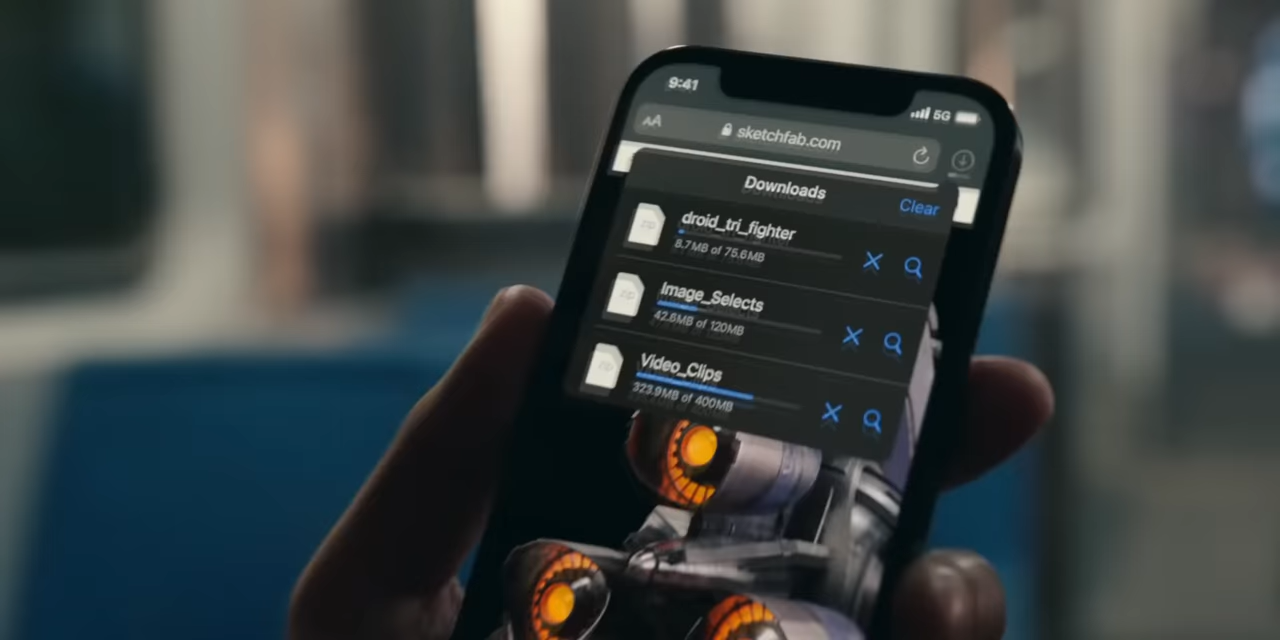 9:41
5G
AA
sketchfab.com
Downloads
Clear
droid_tri_fighter
8.7MB of 75.6MB
Image_Selects
42.6MB of 120MB
Video_Clips
323.9MB of 400MB